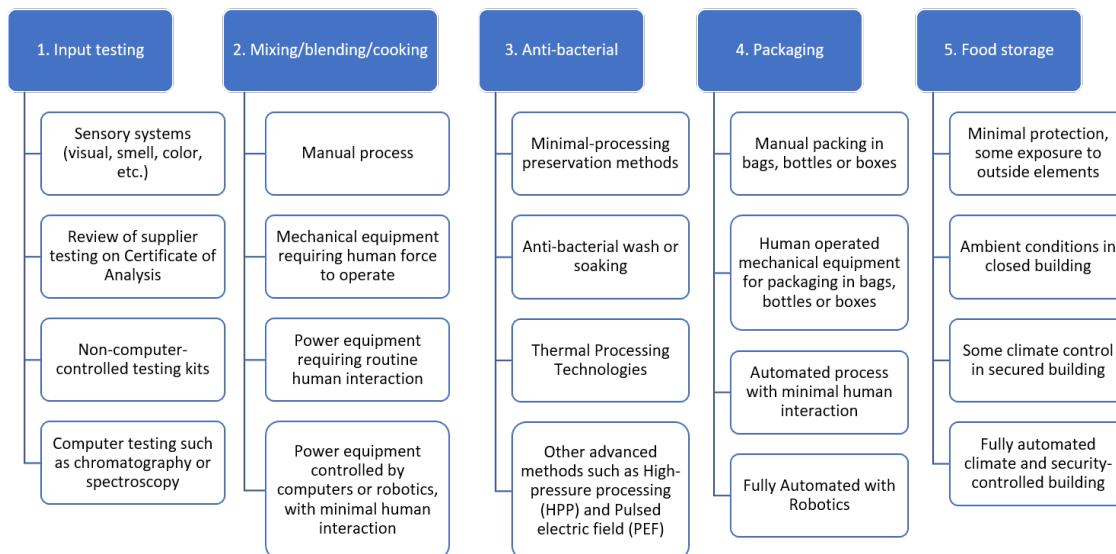 1. Input testing
Sensory systems
(visual, smell, color,
etc.)
Review of supplier
testing on Certificate of
Analysis
Non-computer-
controlled testing kits
Computer testing such
as chromatography or
spectroscopy
2. Mixing/blending/cooking
Manual process
Mechanical equipment
requiring human force
to operate
Power equipment
requiring routine
human interaction
Power equipment
controlled by
computers or robotics,
with minimal human
interaction
3. Anti-bacterial
Minimal-processing
preservation methods
Anti-bacterial wash or
soaking
Thermal Processing
Technologies
Other advanced
methods such as High-
pressure processing
(HPP) and Pulsed
electric field (PEF)
4. Packaging
Manual packing in
bags, bottles or boxes
Human operated
mechanical equipment
for packaging in bags,
bottles or boxes
Automated process
with minimal human
interaction
Fully Automated with
Robotics
5. Food storage
Minimal protection,
some exposure to
outside elements
Ambient conditions in
closed building
Some climate control
in secured building
Fully automated
climate and security-
controlled building